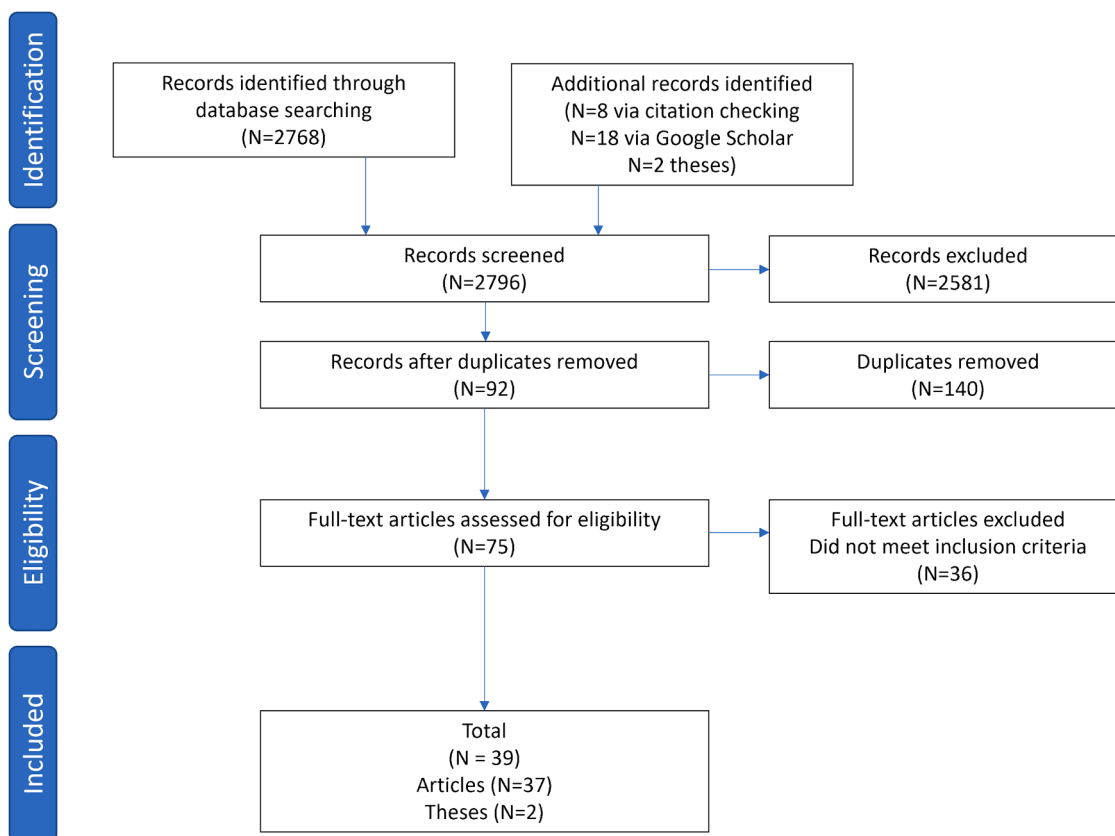 Identification
Records identified through
database searching
(N=2768)
Additional records identified
(N=8 via citation checking
N=18 via Google Scholar
N=2 theses)
Screening
Records screened
(N=2796)
Records excluded
(N=2581)
Records after duplicates removed
(N=92)
Duplicates removed
(N=140)
Eligibility
Full-text articles assessed for eligibility
(N=75)
Full-text articles excluded
Did not meet inclusion criteria
(N=36)
Included
Total
(N = 39)
Articles (N=37)
Theses (N=2)